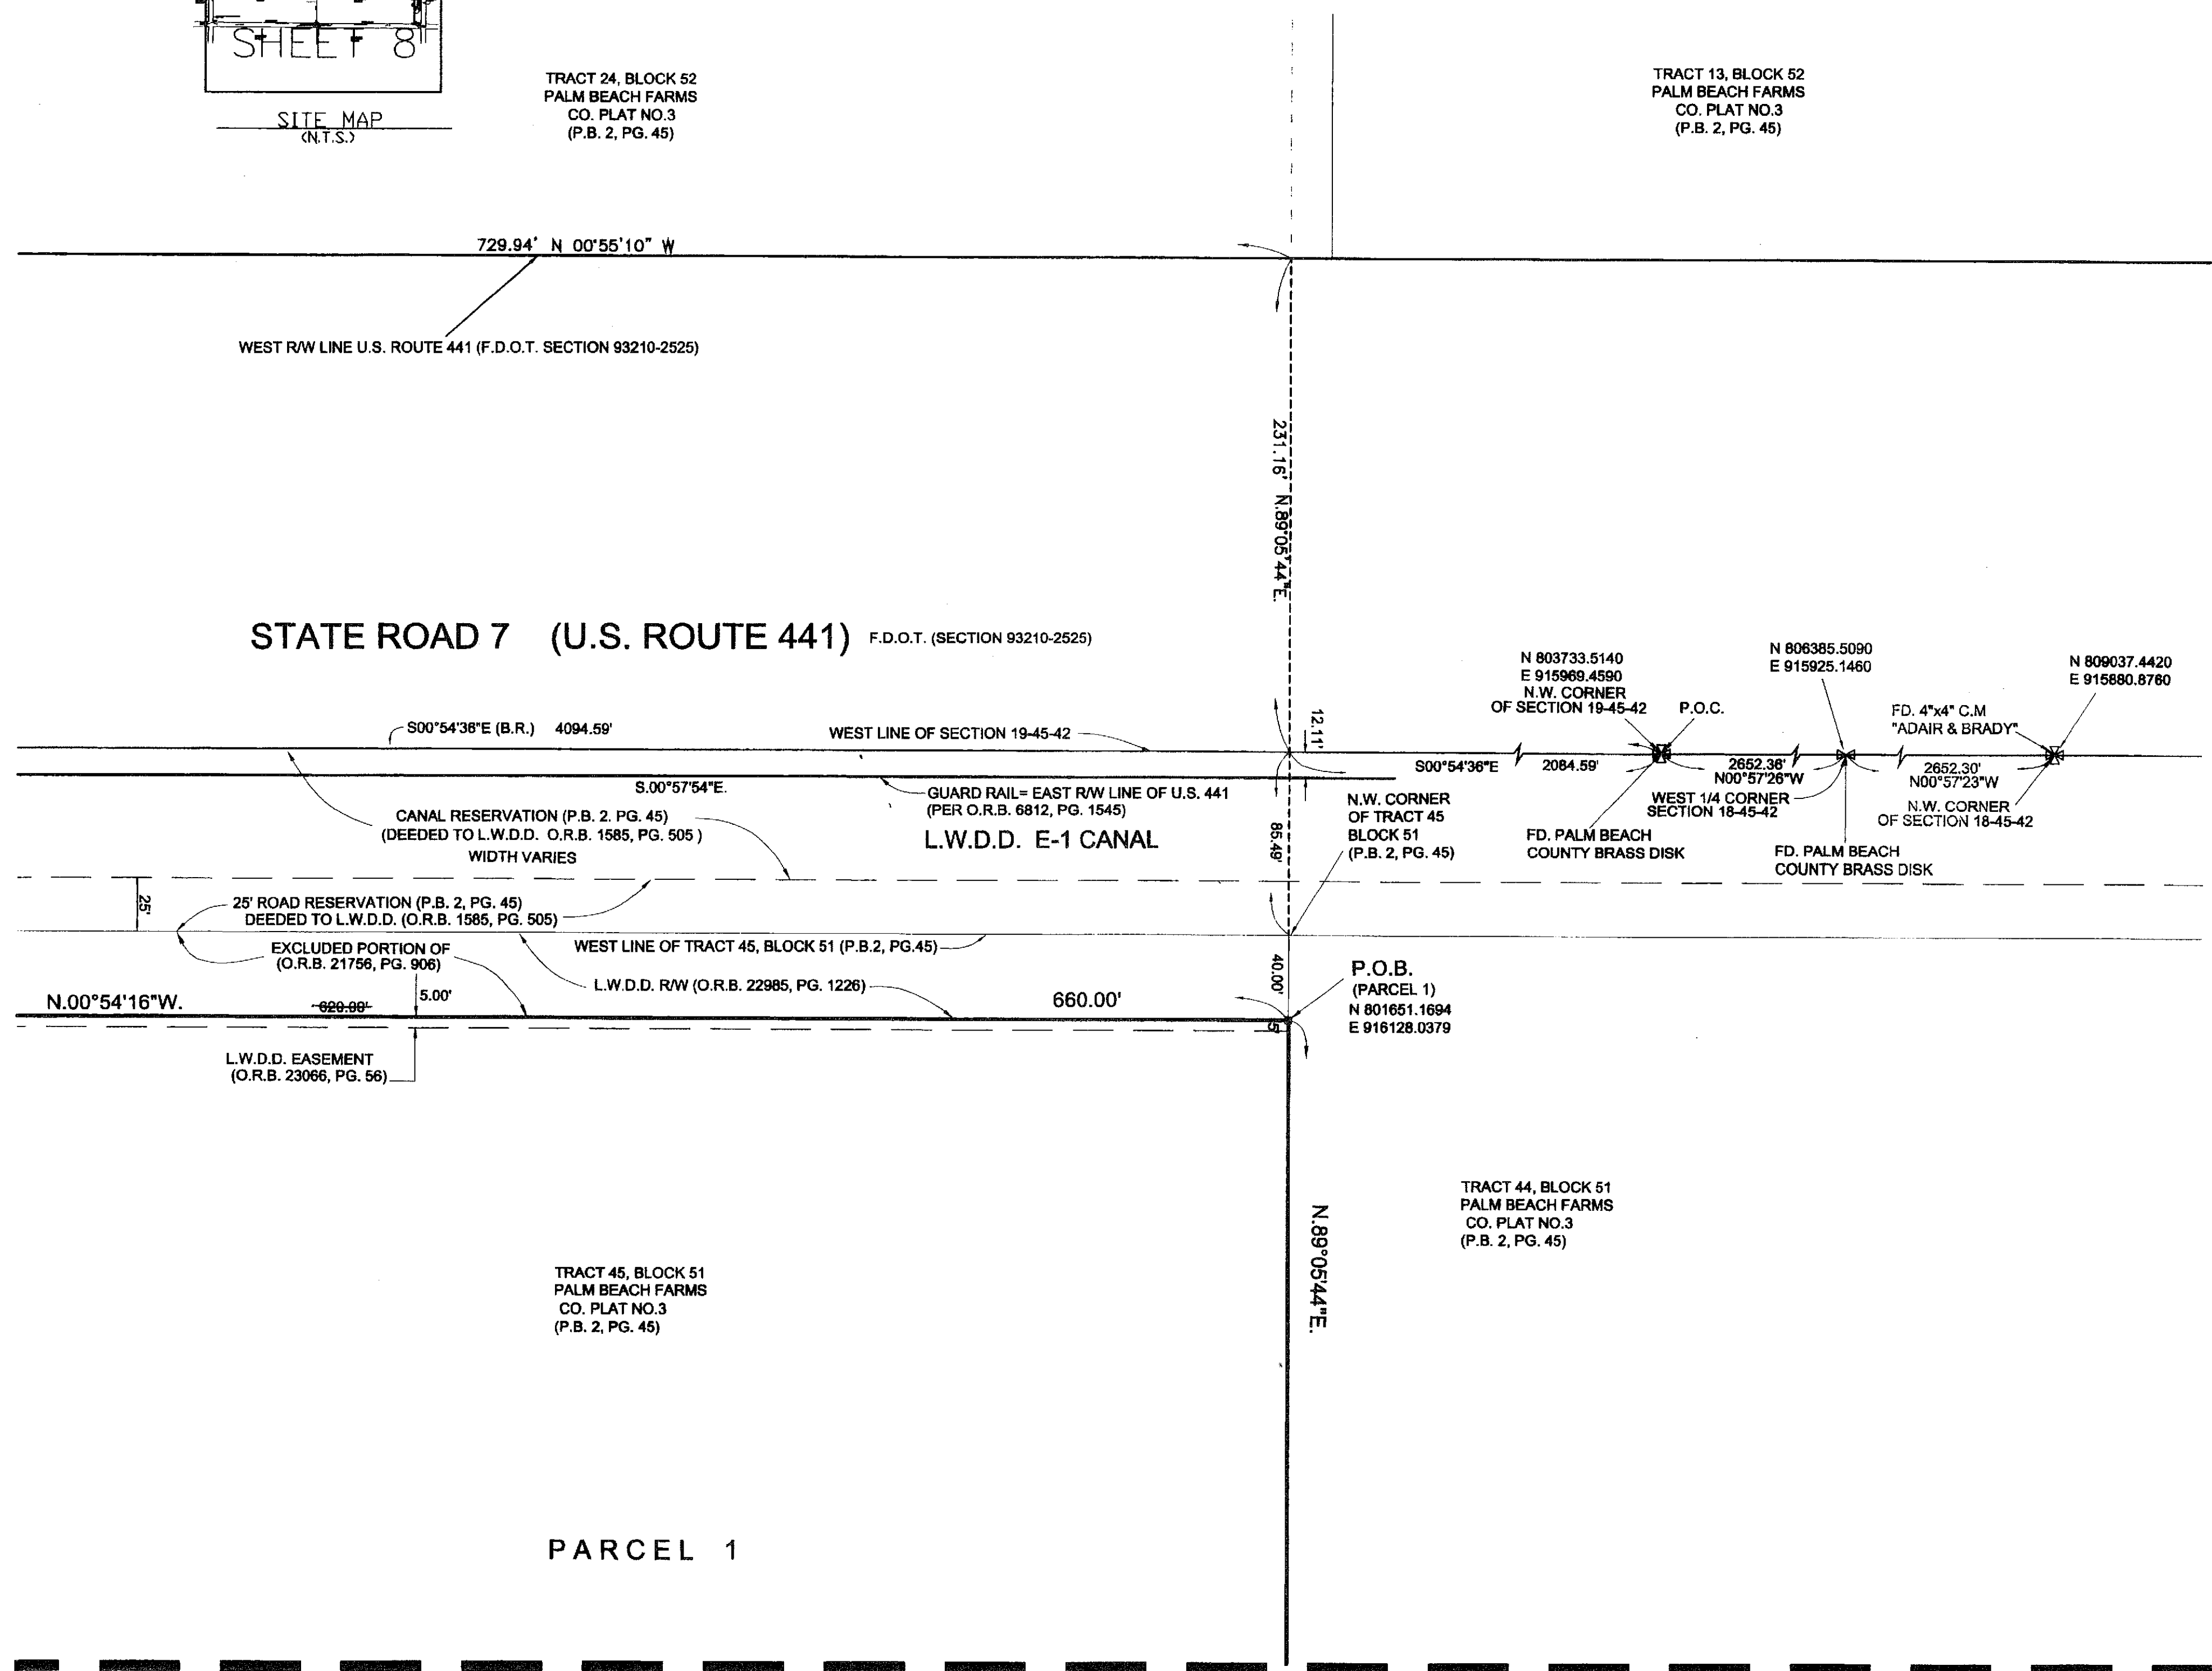 SHEET 8
SITE MAP
(N.T.S.)
TRACT 24, BLOCK 52
PALM BEACH FARMS
CO. PLAT NO.3
(P.B. 2, PG. 45)
TRACT 13, BLOCK 52
PALM BEACH FARMS
CO. PLAT NO.3
(P.B. 2, PG. 45)
729.94' N 00°55'10" W
WEST R/W LINE U.S. ROUTE 441 (F.D.O.T. SECTION 93210-2525)
231.16' N.89°05'44"E.
STATE ROAD 7 (U.S. ROUTE 441) F.D.O.T. (SECTION 93210-2525)
N 803733.5140
E 915969.4590
N.W. CORNER
OF SECTION 19-45-42
P.O.C.
N 806385.5090
E 915925.1460
N 809037.4420
E 915880.8760
FD. 4"x4" C.M
"ADAIR & BRADY"
S00°54'36"E (B.R.) 4094.59'
WEST LINE OF SECTION 19-45-42
12.11'
S00°54'36"E
2084.59'
2652.36'
N00°57'26"W
2652.30'
N00°57'23"W
S.00°57'54"E.
GUARD RAIL= EAST R/W LINE OF U.S. 441
(PER O.R.B. 6812, PG. 1545)
CANAL RESERVATION (P.B. 2. PG. 45)
(DEEDED TO L.W.D.D. O.R.B. 1585, PG. 505 )
WIDTH VARIES
L.W.D.D. E-1 CANAL
85.49'
N.W. CORNER
OF TRACT 45
BLOCK 51
(P.B. 2, PG. 45)
WEST 1/4 CORNER
SECTION 18-45-42
N.W. CORNER
OF SECTION 18-45-42
FD. PALM BEACH
COUNTY BRASS DISK
FD. PALM BEACH
COUNTY BRASS DISK
25'
25' ROAD RESERVATION (P.B. 2, PG. 45)
DEEDED TO L.W.D.D. (O.R.B. 1585, PG. 505)
EXCLUDED PORTION OF
(O.R.B. 21756, PG. 906)
WEST LINE OF TRACT 45, BLOCK 51 (P.B.2, PG.45)
L.W.D.D. R/W (O.R.B. 22985, PG. 1226)
40.00'
P.O.B.
(PARCEL 1)
N 801651.1694
E 916128.0379
N.00°54'16"W.
5.00'
660.00'
5'
L.W.D.D. EASEMENT
(O.R.B. 23066, PG. 56)
N.89°05'44"E.
TRACT 44, BLOCK 51
PALM BEACH FARMS
CO. PLAT NO.3
(P.B. 2, PG. 45)
TRACT 45, BLOCK 51
PALM BEACH FARMS
CO. PLAT NO.3
(P.B. 2, PG. 45)
PARCEL 1